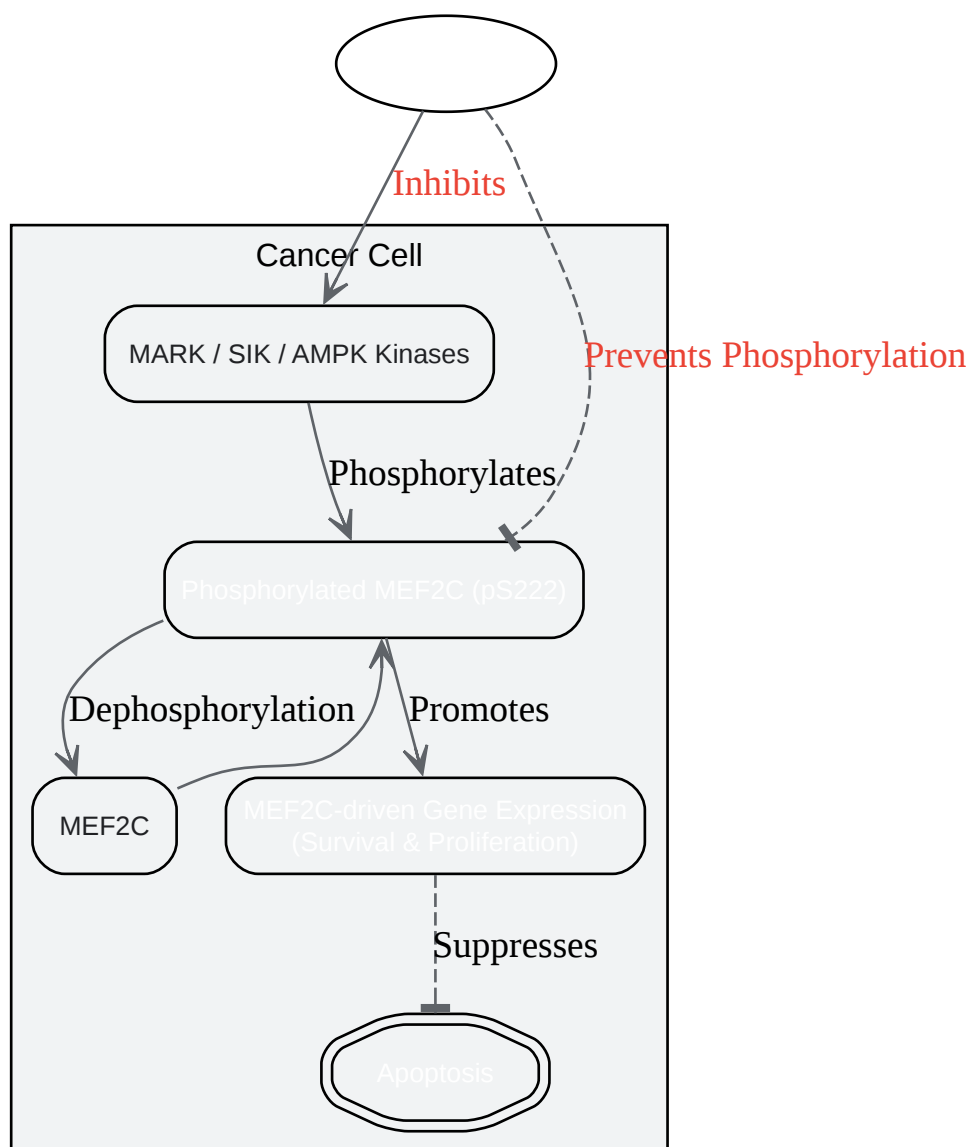 Inhibits
Cancer Cell
MARK / SIK / AMPK Kinases
Prevents Phosphorylation
Phosphorylates
Phosphorylated MEF2C (pS222)
Dephosphorylation
Promotes
MEF2C
MEF2C-driven Gene Expression
(Survival & Proliferation)
Suppresses
Apoptosis